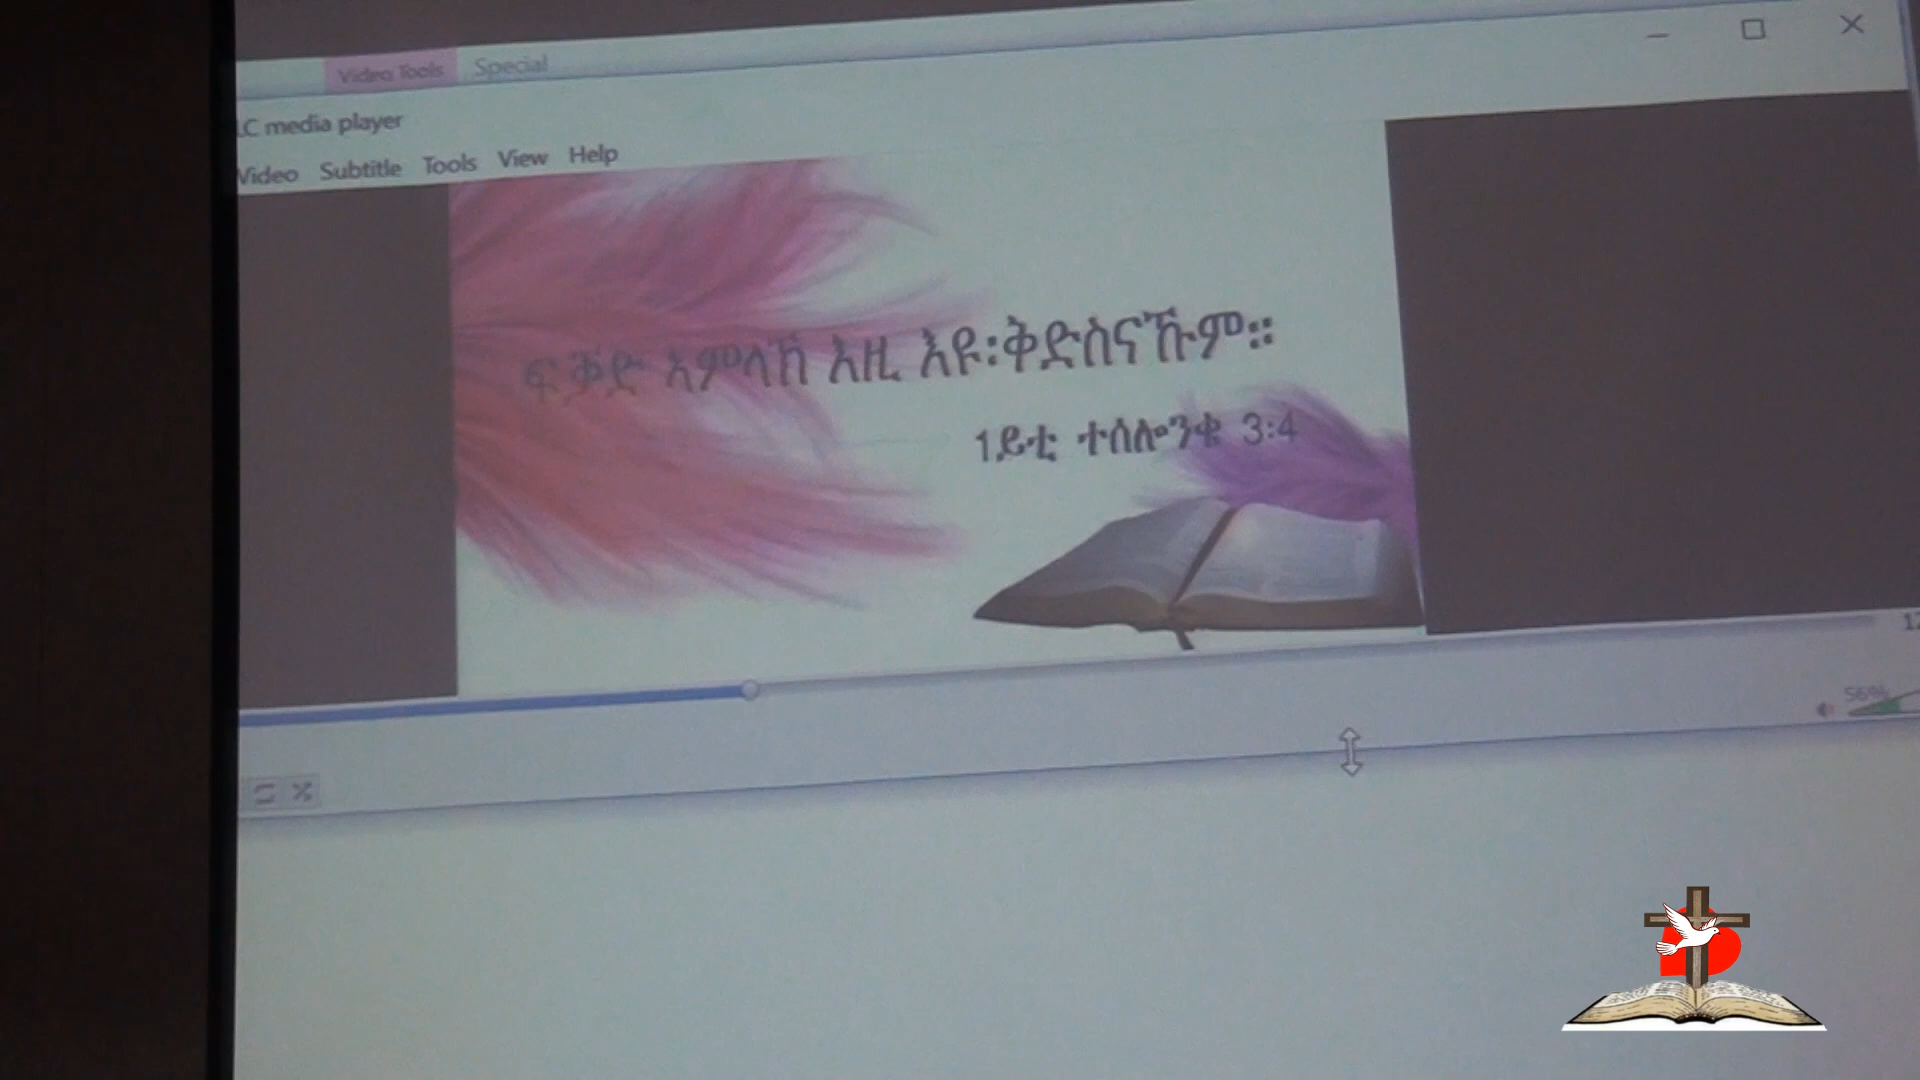 Video Tools Special
LC media player
Video Subtitle Tools View Help
ፍቓድ ኣምላኽ እዚ እዩ፡ቅድስናኹም።
1ይቲ ተሰሎንቄ 3:4
12
56%